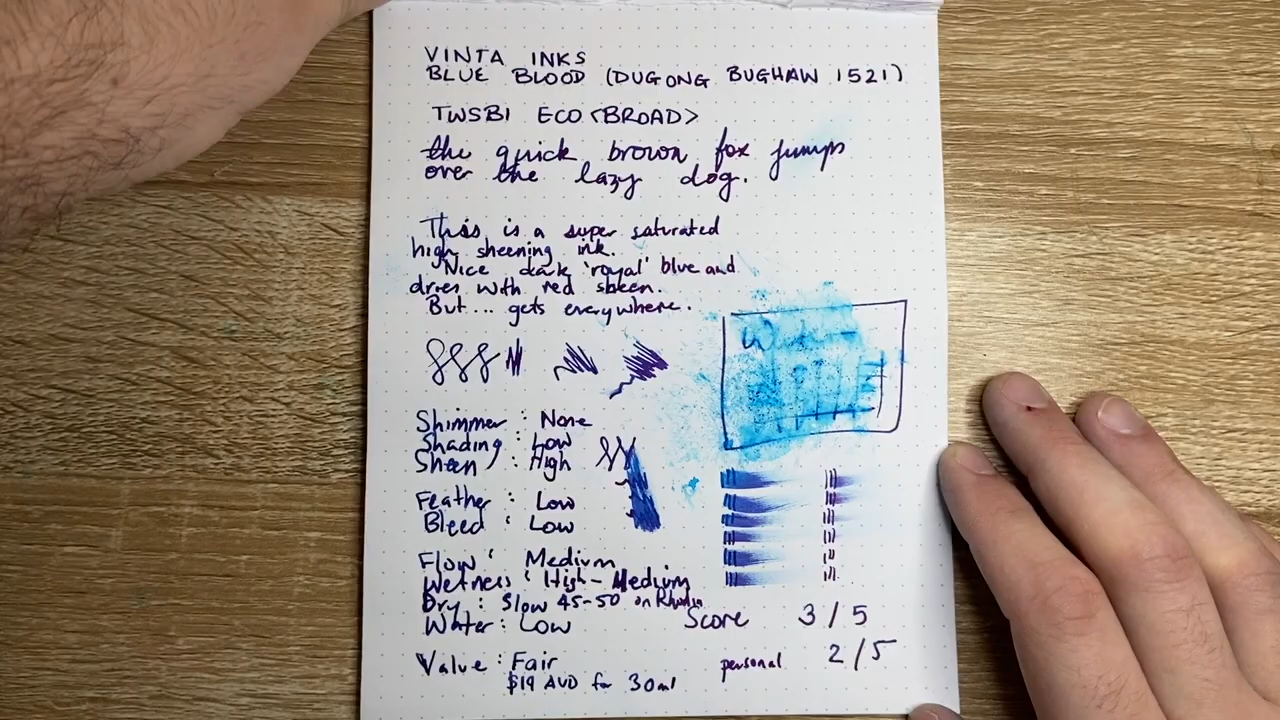 VINTA INKS
BLUE BLOOD (DUGONG BUGHAW 1521)
TWSBI ECO <BROAD>
the quick brown fox jumps
over the lazy dog.
This is a super saturated
high sheening ink.
Nice dark 'royal' blue and
dries with red sheen.
But... gets everywhere.
Shimmer : None
Shading : Low
Sheen : High
Feather : Low
Bleed : Low
Flow : Medium
Wetness : High-Medium
Dry : Slow 45-50 on Rhodia
Water : Low
Score 3/5
Value : Fair
$19 AUD for 30ml
personal 2/5